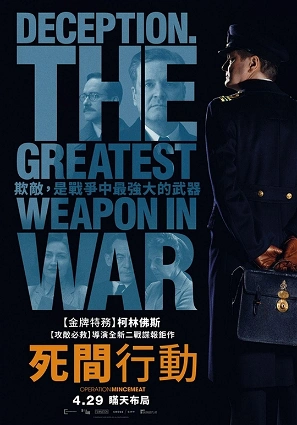 DECEPTION.
THE
GREATEST
欺敵，是戰爭中最強大的武器
WEAPON IN
WAR
【金牌特務】柯林佛斯
【攻敵必救】導演全新二戰諜報鉅作
死間行動
OPERATION MINCEMEAT
4.29 瞞天布局